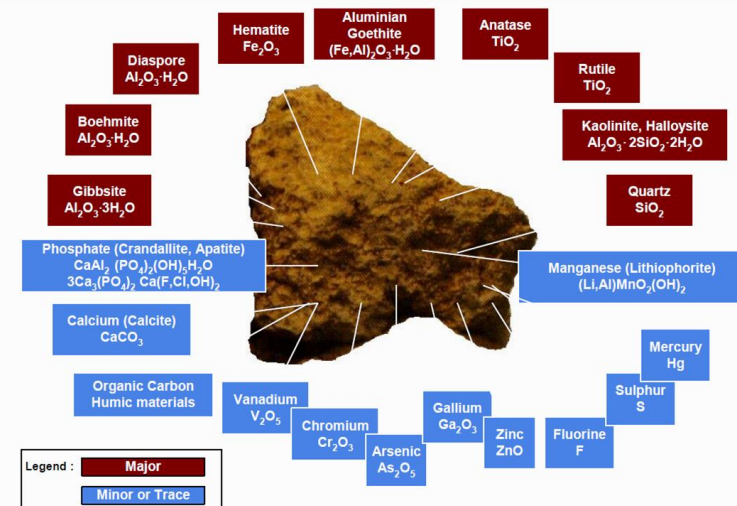 Hematite
Fe₂O₃
Aluminian
Goethite
(Fe,Al)₂O₃·H₂O
Anatase
TiO₂
Diaspore
Al₂O₃·H₂O
Rutile
TiO₂
Boehmite
Al₂O₃·H₂O
Kaolinite, Halloysite
Al₂O₃· 2SiO₂·2H₂O
Gibbsite
Al₂O₃·3H₂O
Quartz
SiO₂
Phosphate (Crandallite, Apatite)
CaAl₂ (PO₄)₂(OH)₅H₂O
3Ca₃(PO₄)₂ Ca(F,Cl,OH)₂
Manganese (Lithiophorite)
(Li,Al)MnO₂(OH)₂
Calcium (Calcite)
CaCO₃
Mercury
Hg
Organic Carbon
Humic materials
Sulphur
S
Vanadium
V₂O₅
Chromium
Cr₂O₃
Arsenic
As₂O₅
Gallium
Ga₂O₃
Zinc
ZnO
Fluorine
F
Legend :
Major
Minor or Trace